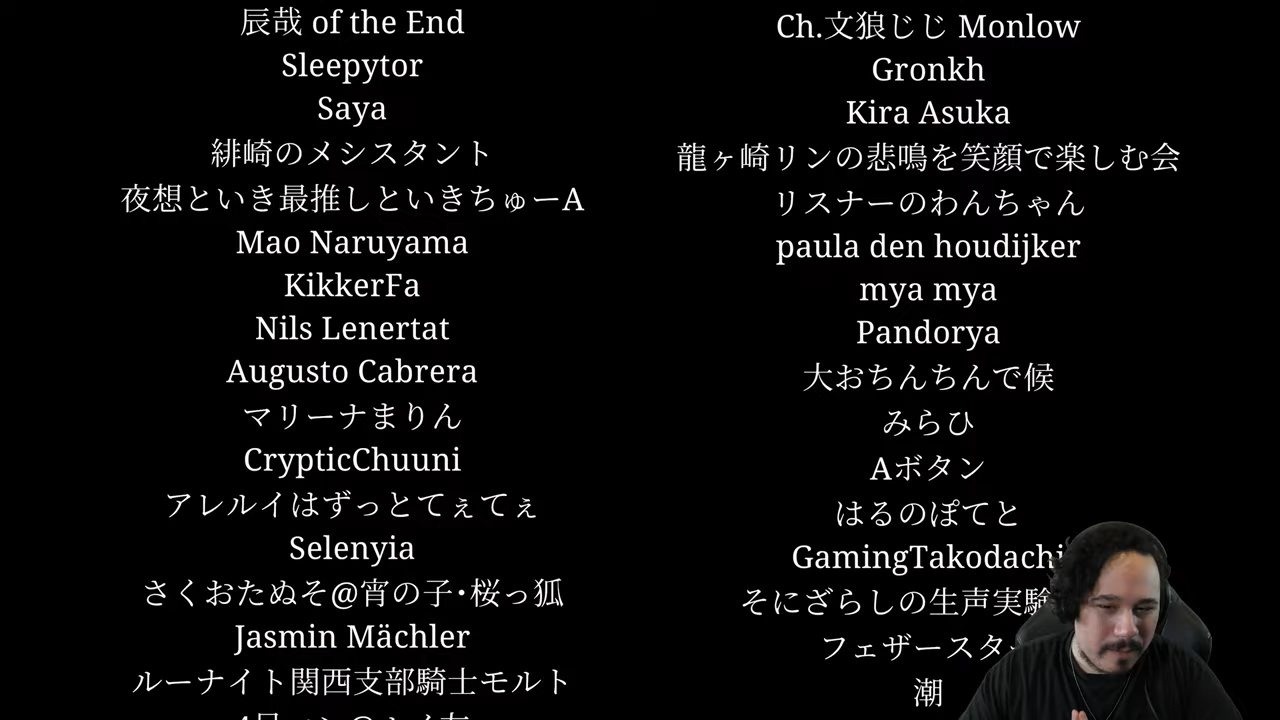 辰哉 of the End
Sleepytor
Saya
緋崎のメシスタント
夜想といき最推しといきちゅーA
Mao Naruyama
KikkerFa
Nils Lenertat
Augusto Cabrera
マリーナまりん
CrypticChuuni
アレルイはずっとてぇてぇ
Selenyia
さくおたぬそ@宵の子・桜っ狐
Jasmin Mächler
ルーナイト関西支部騎士モルト
Ch.文狼じじ Monlow
Gronkh
Kira Asuka
龍ヶ崎リンの悲鳴を笑顔で楽しむ会
リスナーのわんちゃん
paula den houdijker
mya mya
Pandorya
大おちんちんで候
みらひ
Aボタン
はるのぽてと
GamingTakodachi
そにざらしの生声実験
フェザースター
潮